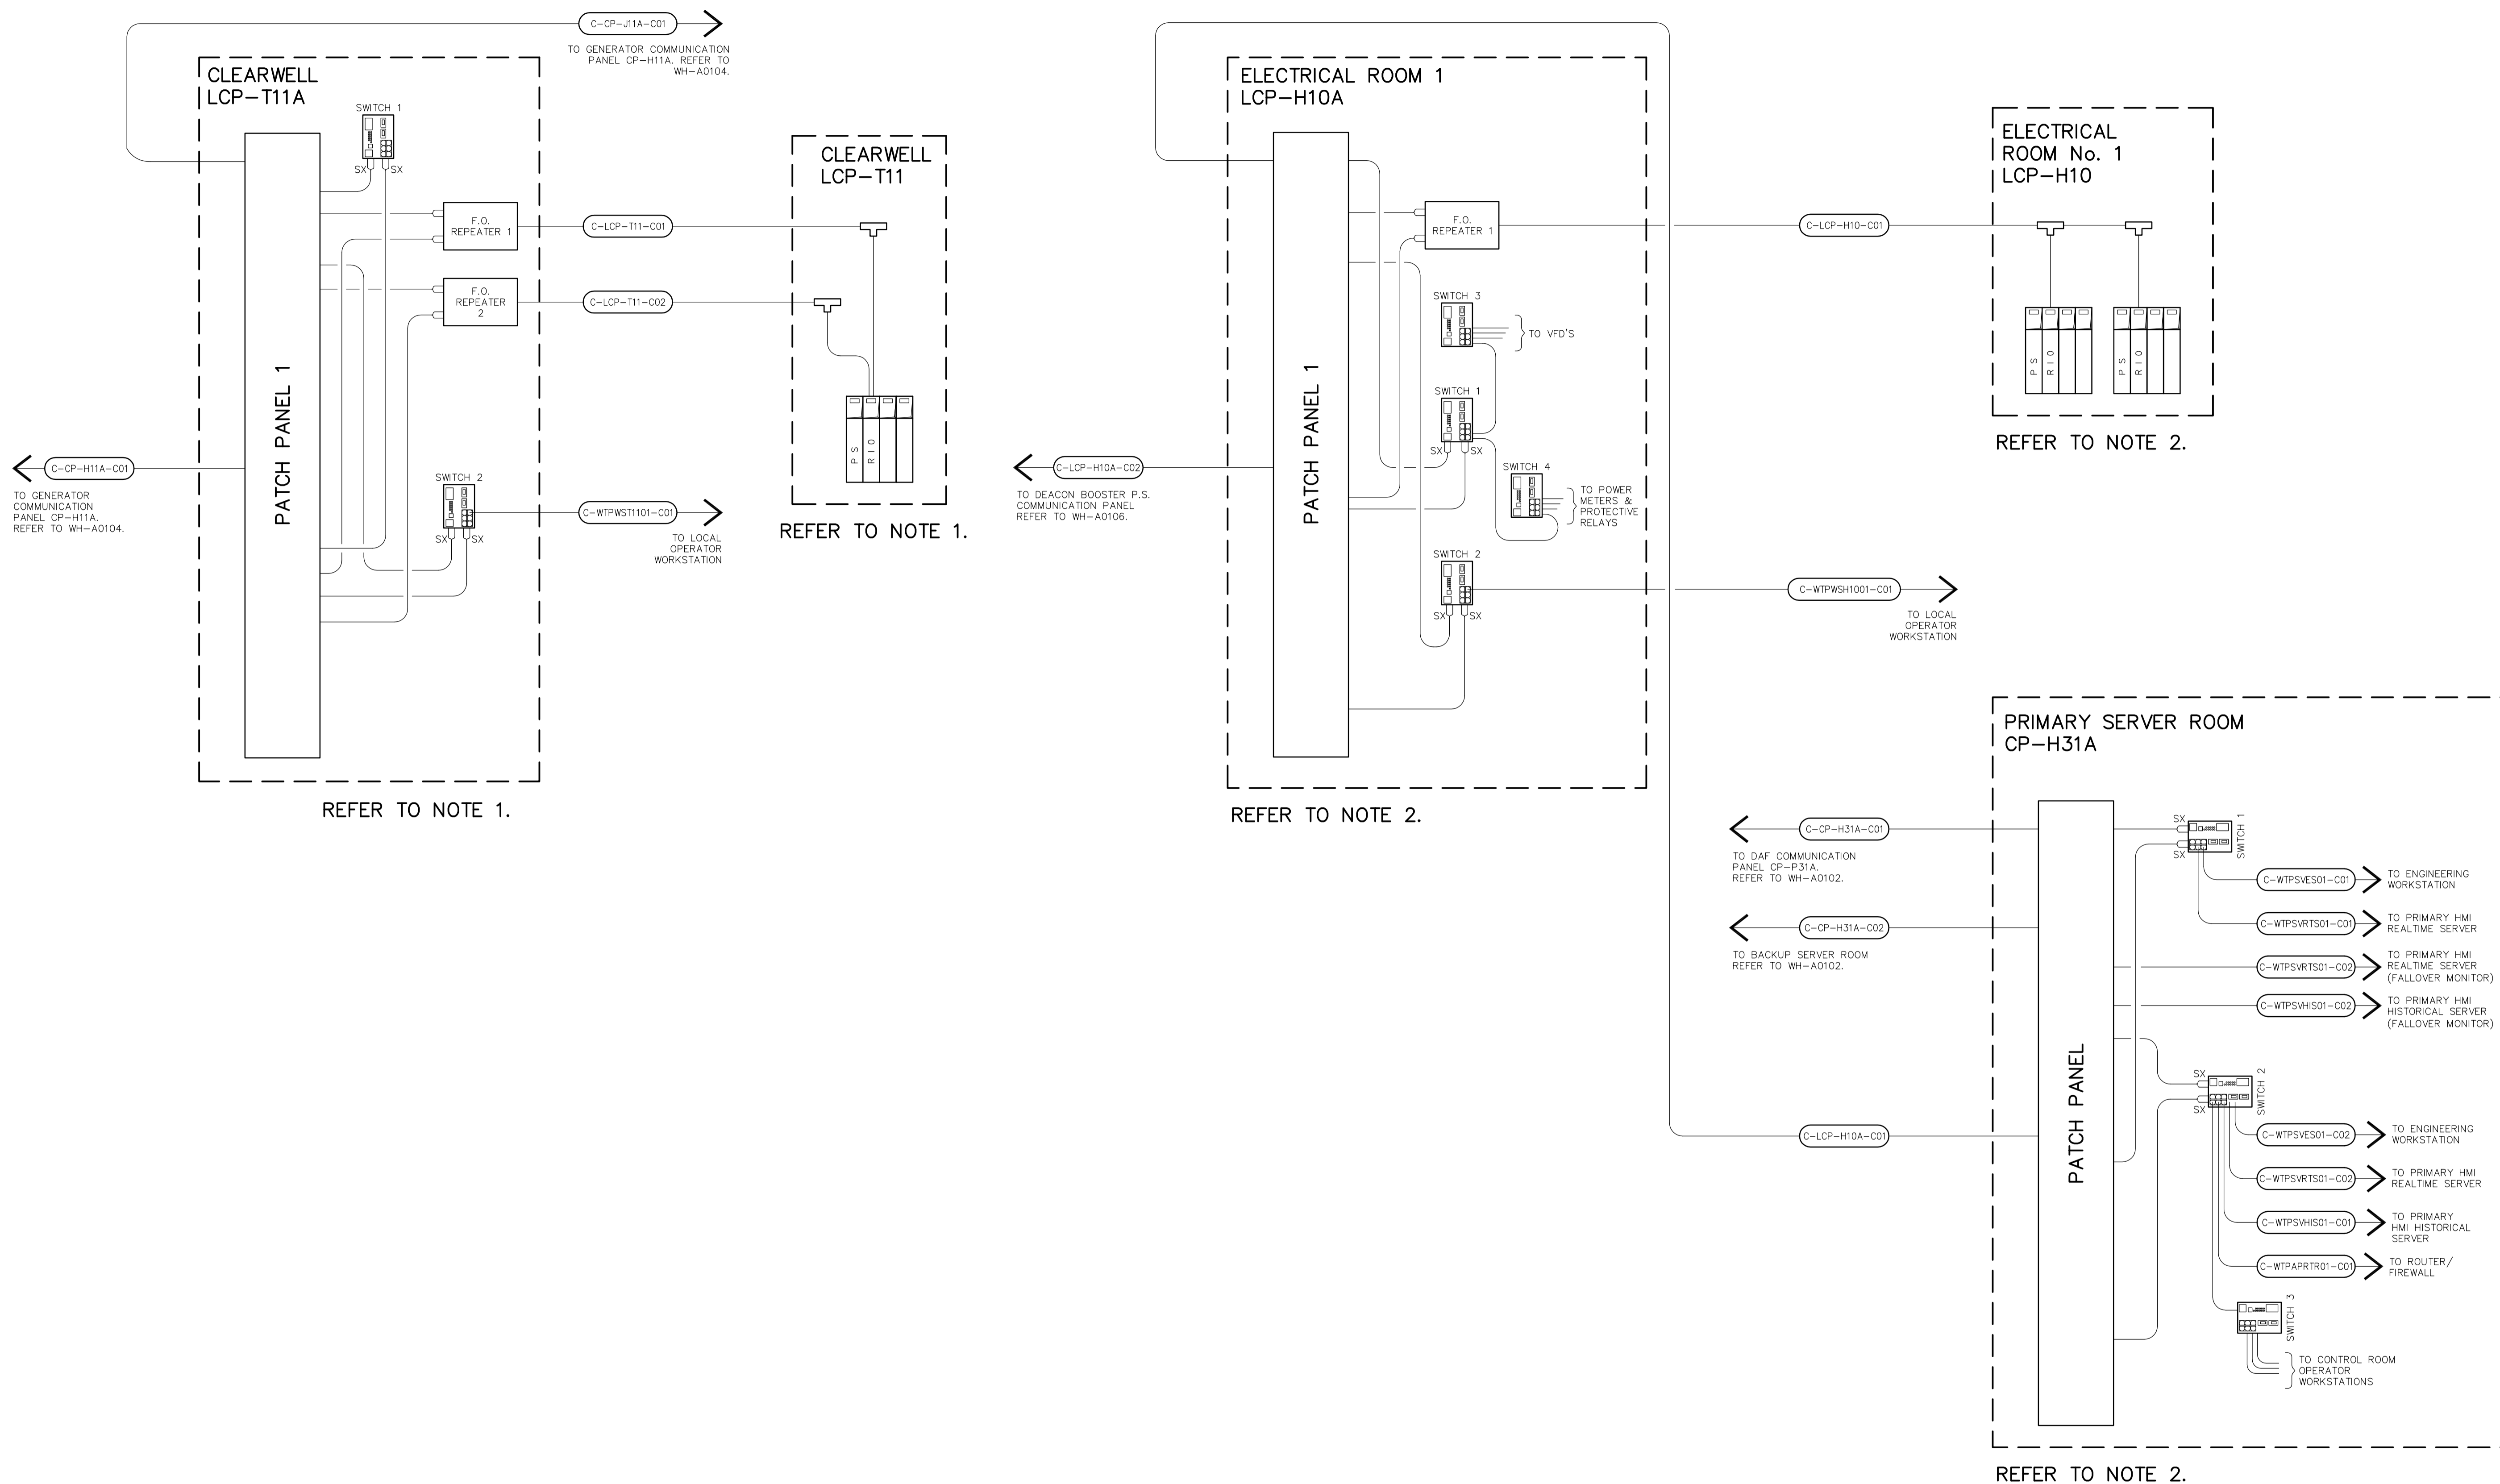 C-CP-J11A-C01
TO GENERATOR COMMUNICATION
PANEL CP-H11A. REFER TO
WH-A0104.
CLEARWELL
LCP-T11A
SWITCH 1
SX
SX
PATCH PANEL 1
F.O.
REPEATER 1
F.O.
REPEATER
2
C-LCP-T11-C01
C-LCP-T11-C02
CLEARWELL
LCP-T11
PS
RIO
REFER TO NOTE 1.
C-CP-H11A-C01
TO GENERATOR
COMMUNICATION
PANEL CP-H11A.
REFER TO WH-A0104.
SWITCH 2
SX
SX
C-WTPWST1101-C01
TO LOCAL
OPERATOR
WORKSTATION
REFER TO NOTE 1.
ELECTRICAL ROOM 1
LCP-H10A
PATCH PANEL 1
F.O.
REPEATER 1
SWITCH 3
TO VFD'S
SWITCH 1
SX
SX
SWITCH 4
TO POWER
METERS &
PROTECTIVE
RELAYS
SWITCH 2
SX
SX
C-LCP-H10A-C02
TO DEACON BOOSTER P.S.
COMMUNICATION PANEL
REFER TO WH-A0106.
REFER TO NOTE 2.
C-LCP-H10-C01
C-WTPWSH1001-C01
TO LOCAL
OPERATOR
WORKSTATION
ELECTRICAL
ROOM No. 1
LCP-H10
PS
RIO
PS
RIO
REFER TO NOTE 2.
PRIMARY SERVER ROOM
CP-H31A
C-CP-H31A-C01
TO DAF COMMUNICATION
PANEL CP-P31A.
REFER TO WH-A0102.
C-CP-H31A-C02
TO BACKUP SERVER ROOM
REFER TO WH-A0102.
C-LCP-H10A-C01
PATCH PANEL
SX
SX
SWITCH 1
C-WTPSVES01-C01
TO ENGINEERING
WORKSTATION
C-WTPSVRTS01-C01
TO PRIMARY HMI
REALTIME SERVER
C-WTPSVRTS01-C02
TO PRIMARY HMI
REALTIME SERVER
(FALLOVER MONITOR)
C-WTPSVHIS01-C02
TO PRIMARY HMI
HISTORICAL SERVER
(FALLOVER MONITOR)
SX
SX
SWITCH 2
C-WTPSVES01-C02
TO ENGINEERING
WORKSTATION
C-WTPSVRTS01-C02
TO PRIMARY HMI
REALTIME SERVER
C-WTPSVHIS01-C01
TO PRIMARY
HMI HISTORICAL
SERVER
C-WTPAPRTR01-C01
TO ROUTER/
FIREWALL
SWITCH 3
TO CONTROL ROOM
OPERATOR
WORKSTATIONS
REFER TO NOTE 2.